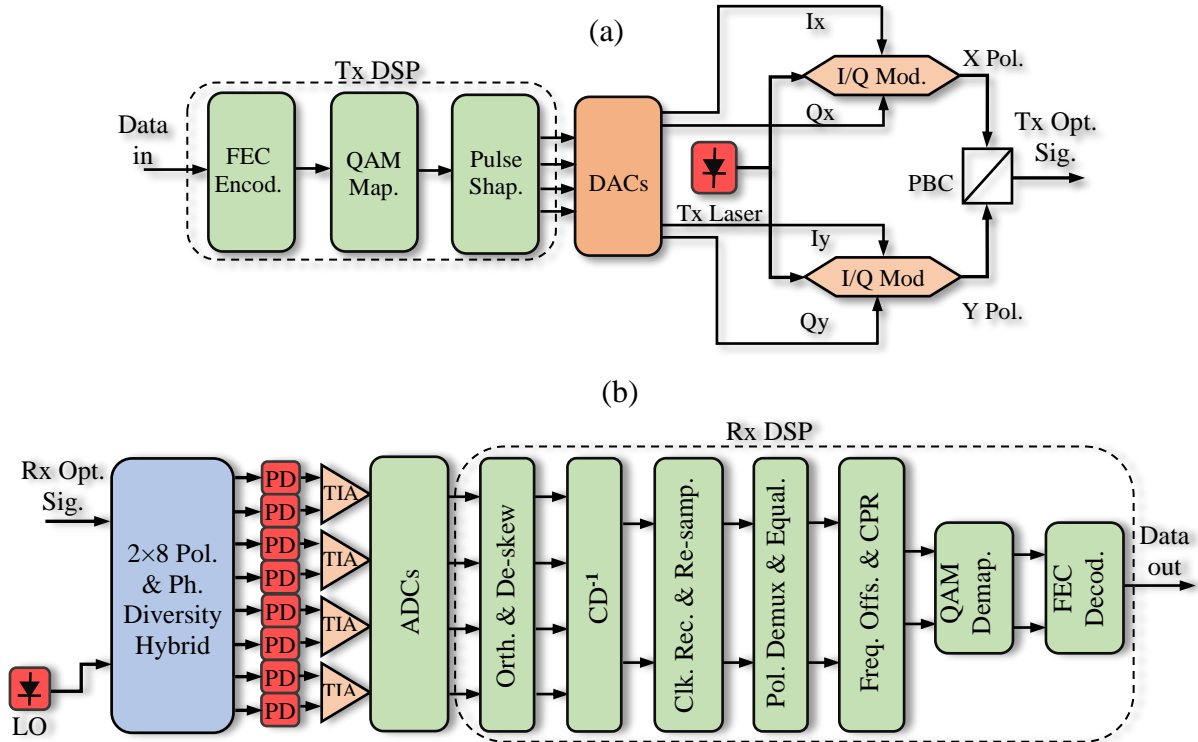 (a)
Tx DSP
Data
in
FEC
Encod.
QAM
Map.
Pulse
Shap.
DACs
Ix
Qx
Tx Laser
Iy
Qy
I/Q Mod.
I/Q Mod
X Pol.
Y Pol.
PBC
Tx Opt.
Sig.
(b)
Rx DSP
Rx Opt.
Sig.
LO
2×8 Pol.
& Ph.
Diversity
Hybrid
PD
PD
PD
PD
PD
PD
PD
PD
TIA
TIA
TIA
TIA
ADCs
Orth. & De-skew
CD⁻¹
Clk. Rec. & Re-samp.
Pol. Demux & Equal.
Freq. Offs. & CPR
QAM
Demap.
FEC
Decod.
Data
out